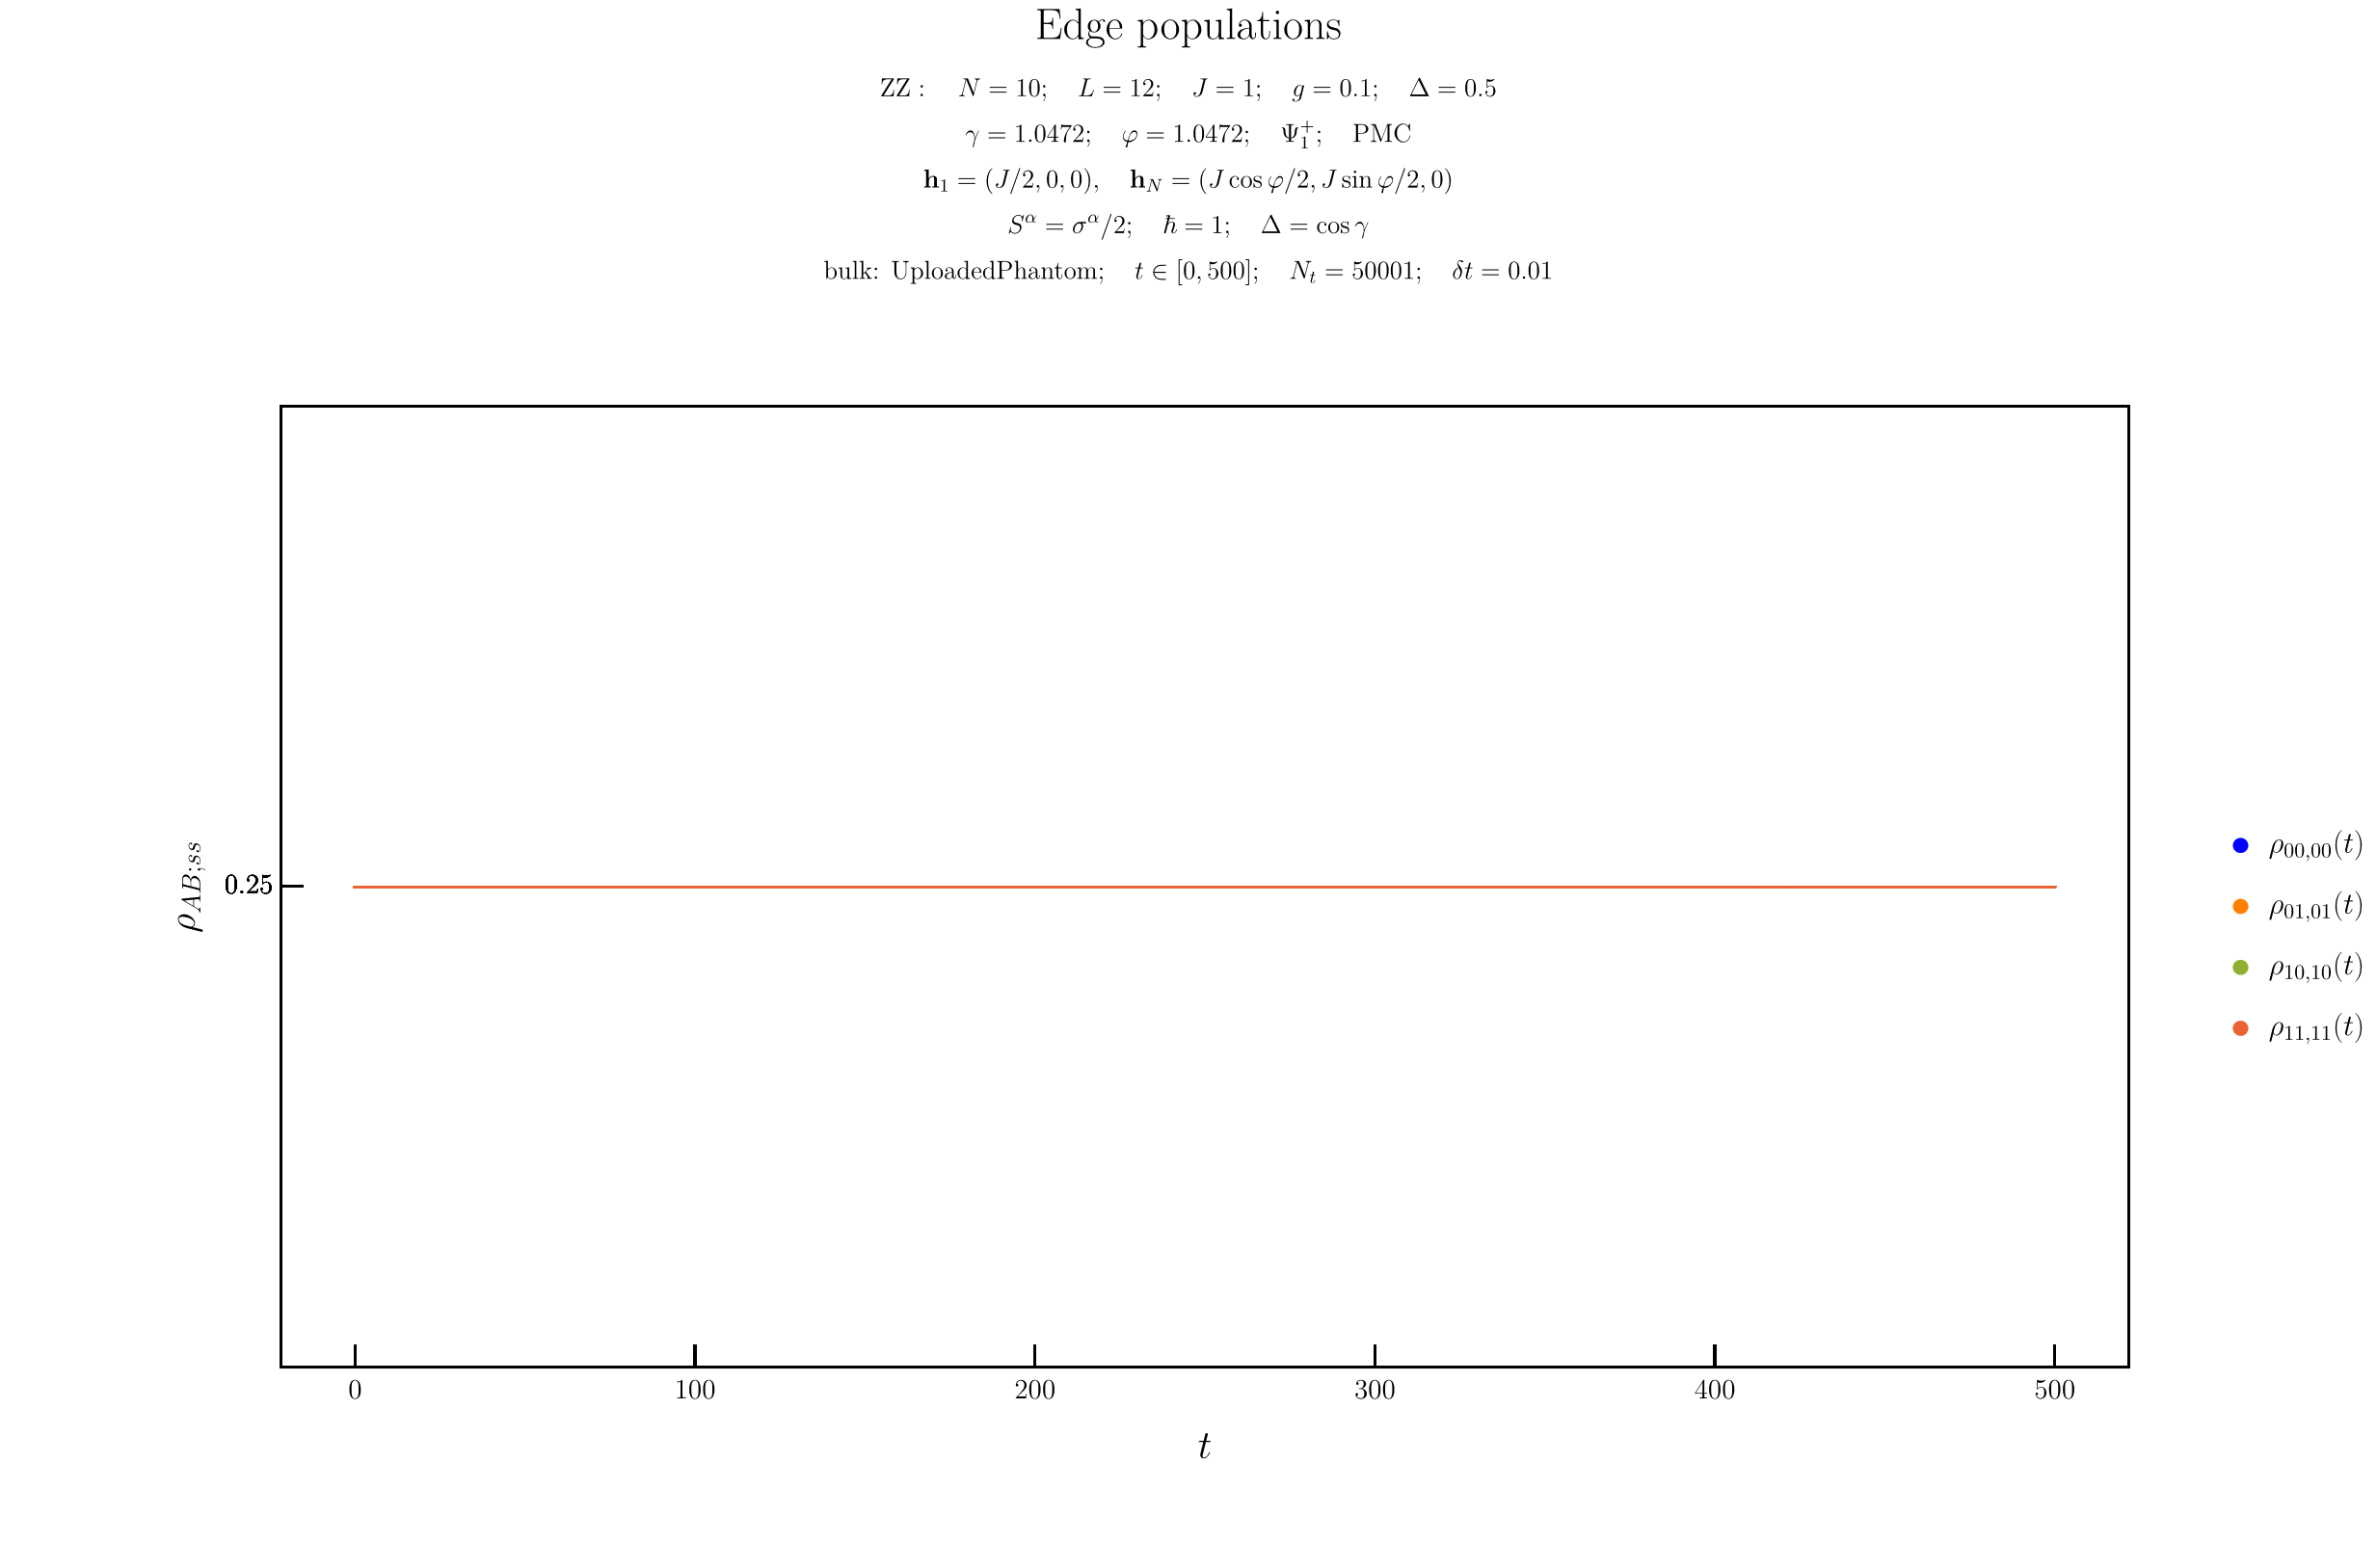 Edge populations
ZZ : N = 10; L = 12; J = 1; g = 0.1; Δ = 0.5
γ = 1.0472; φ = 1.0472; Ψ₁⁺; PMC
𝐡₁ = (J/2, 0, 0), 𝐡_N = (J cos φ/2, J sin φ/2, 0)
S^α = σ^α/2; ℏ = 1; Δ = cos γ
bulk: UploadedPhantom; t ∈ [0, 500]; N_t = 50001; δt = 0.01
ρ_{AB;ss}
0.25
ρ_{00,00}(t)
ρ_{01,01}(t)
ρ_{10,10}(t)
ρ_{11,11}(t)
0 100 200 300 400 500
t